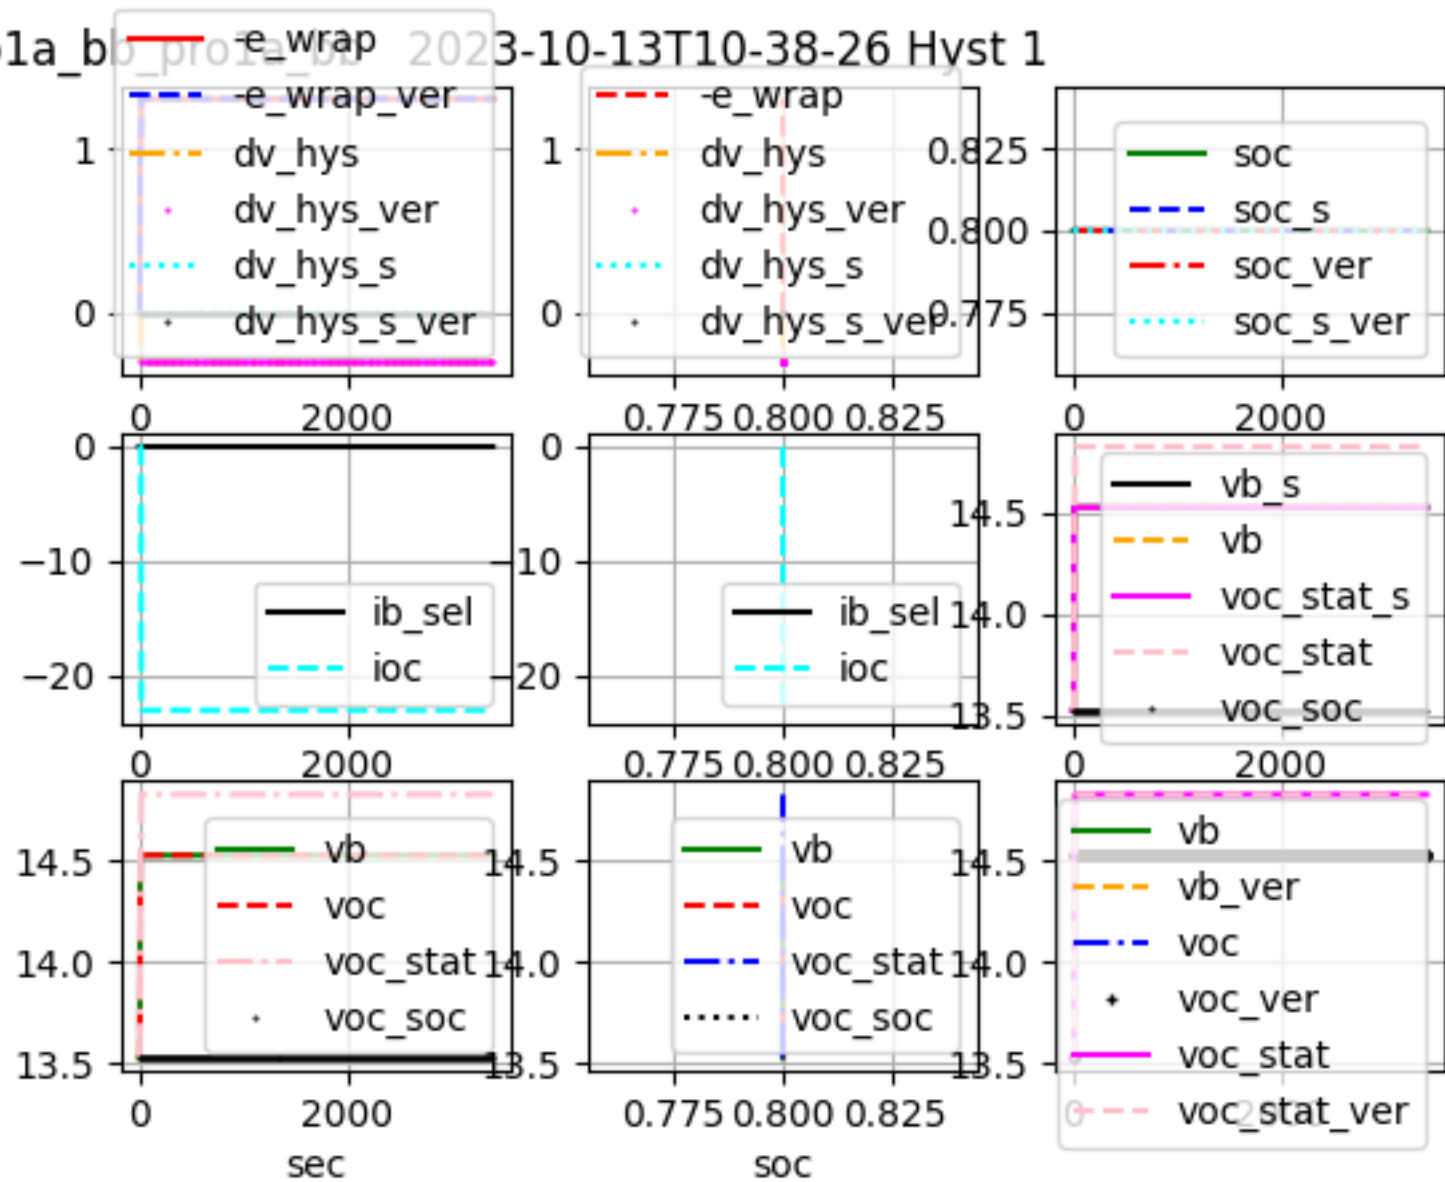 o1a_bb_pro1a_bb   2023-10-13T10-38-26 Hyst 1
-e_wrap
-e_wrap_ver
dv_hys
dv_hys_ver
dv_hys_s
dv_hys_s_ver
1
0
0
2000
-e_wrap
dv_hys
dv_hys_ver
dv_hys_s
dv_hys_s_ver
1
0
0.775
0.800
0.825
soc
soc_s
soc_ver
soc_s_ver
0.825
0.800
0.775
0
2000
0
−10
−20
ib_sel
ioc
0
2000
0
−10
−20
ib_sel
ioc
0.775
0.800
0.825
14.5
14.0
13.5
vb_s
vb
voc_stat_s
voc_stat
voc_soc
0
2000
14.5
14.0
13.5
vb
voc
voc_stat
voc_soc
0
2000
sec
14.5
14.0
13.5
vb
voc
voc_stat
voc_soc
0.775
0.800
0.825
soc
14.5
14.0
13.5
vb
vb_ver
voc
voc_ver
voc_stat
voc_stat_ver
0
2000